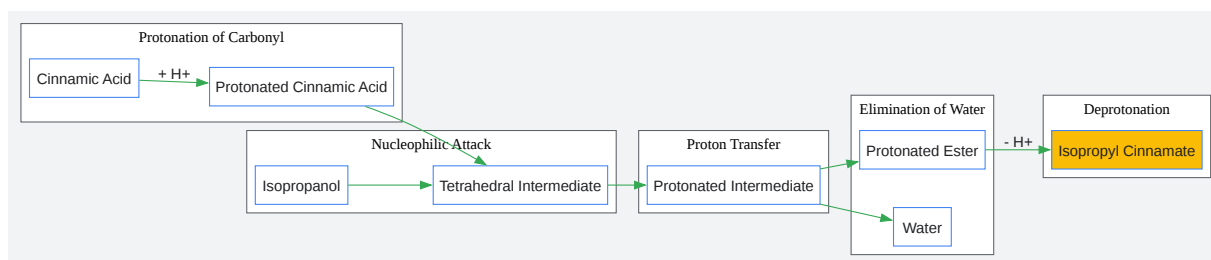 Protonation of Carbonyl
Cinnamic Acid
+ H+
Protonated Cinnamic Acid
Nucleophilic Attack
Isopropanol
Tetrahedral Intermediate
Proton Transfer
Protonated Intermediate
Elimination of Water
Protonated Ester
Water
- H+
Deprotonation
Isopropyl Cinnamate